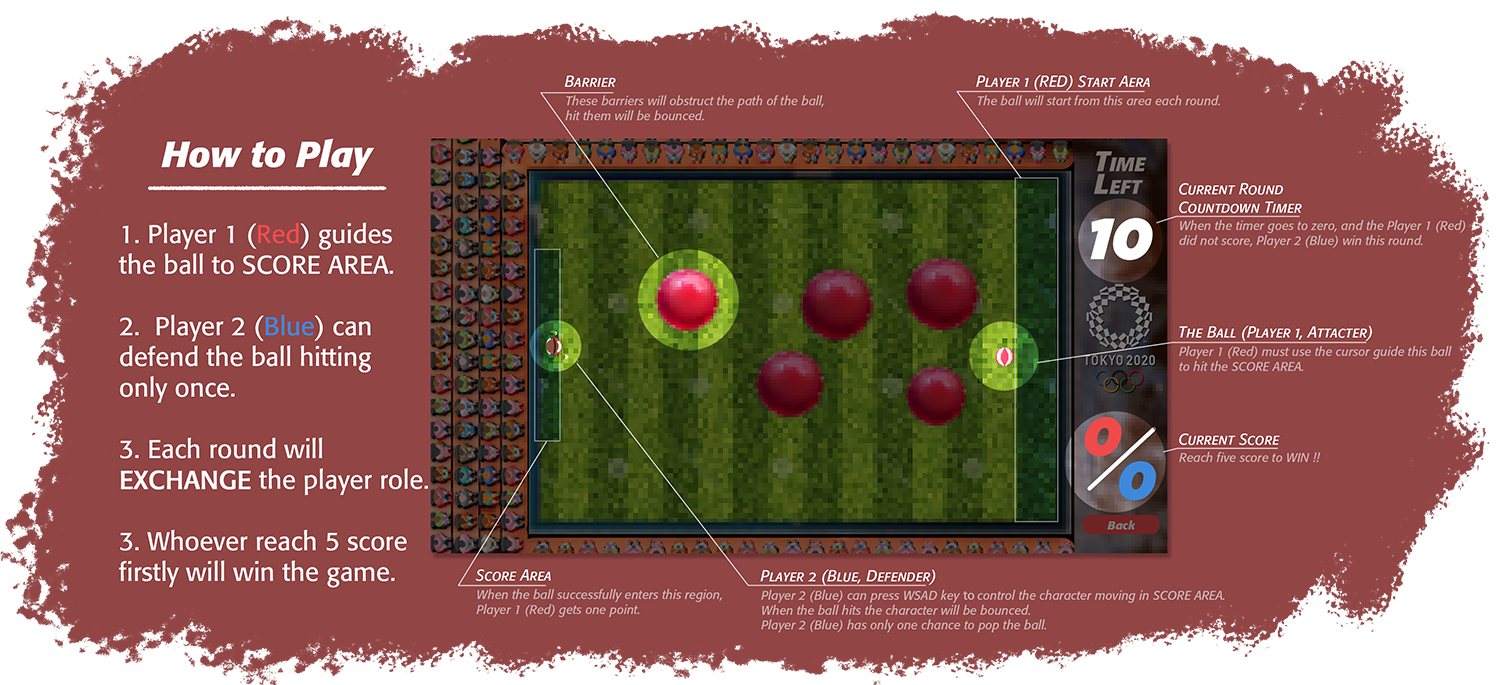 How to Play
1. Player 1 (Red) guides
the ball to SCORE AREA.
2. Player 2 (Blue) can
defend the ball hitting
only once.
3. Each round will
EXCHANGE the player role.
3. Whoever reach 5 score
firstly will win the game.
BARRIER
These barriers will obstruct the path of the ball,
hit them will be bounced.
PLAYER 1 (RED) START AERA
The ball will start from this area each round.
TIME
LEFT
10
CURRENT ROUND
COUNTDOWN TIMER
When the timer goes to zero, and the Player 1 (Red)
did not score, Player 2 (Blue) win this round.
TOKYO 2020
THE BALL (PLAYER 1, ATTACTER)
Player 1 (Red) must use the cursor guide this ball
to hit the SCORE AREA.
0/0
CURRENT SCORE
Reach five score to WIN !!
Back
SCORE AREA
When the ball successfully enters this region,
Player 1 (Red) gets one point.
PLAYER 2 (BLUE, DEFENDER)
Player 2 (Blue) can press WSAD key to control the character moving in SCORE AREA.
When the ball hits the character will be bounced.
Player 2 (Blue) has only one chance to pop the ball.